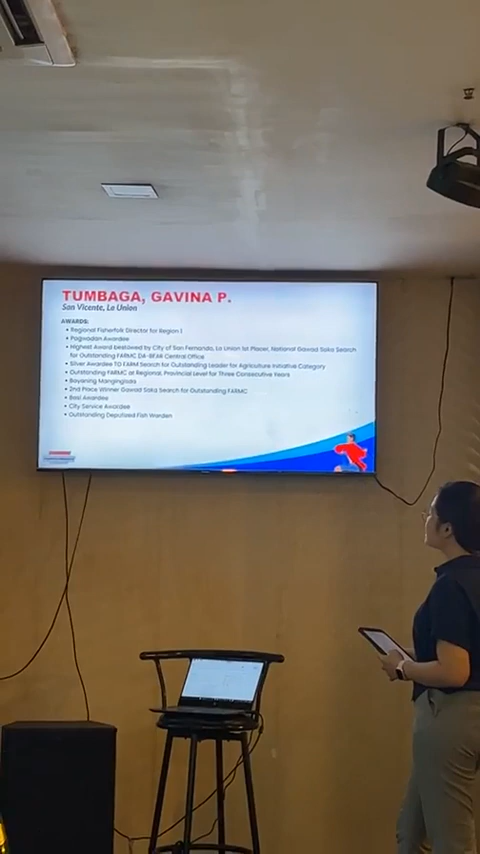 TUMBAGA, GAVINA P.
San Vicente, La Union
AWARDS:
• Regional Fisherfolk Director for Region I
• Pagwadan Awardee
• Highest Award bestowed by City of San Fernando, La Union 1st Placer, National Gawad Saka Search
for Outstanding FARMC DA-BFAR Central Office
• Silver Awardee TO FARM Search for Outstanding Leader for Agriculture Initiative Category
• Outstanding FARMC at Regional, Provincial Level for Three Consecutive Years
• Bayaning Mangingisda
• 2nd Place Winner Gawad Saka Search for Outstanding FARMC
• Basi Awardee
• City Service Awardee
• Outstanding Deputized Fish Warden